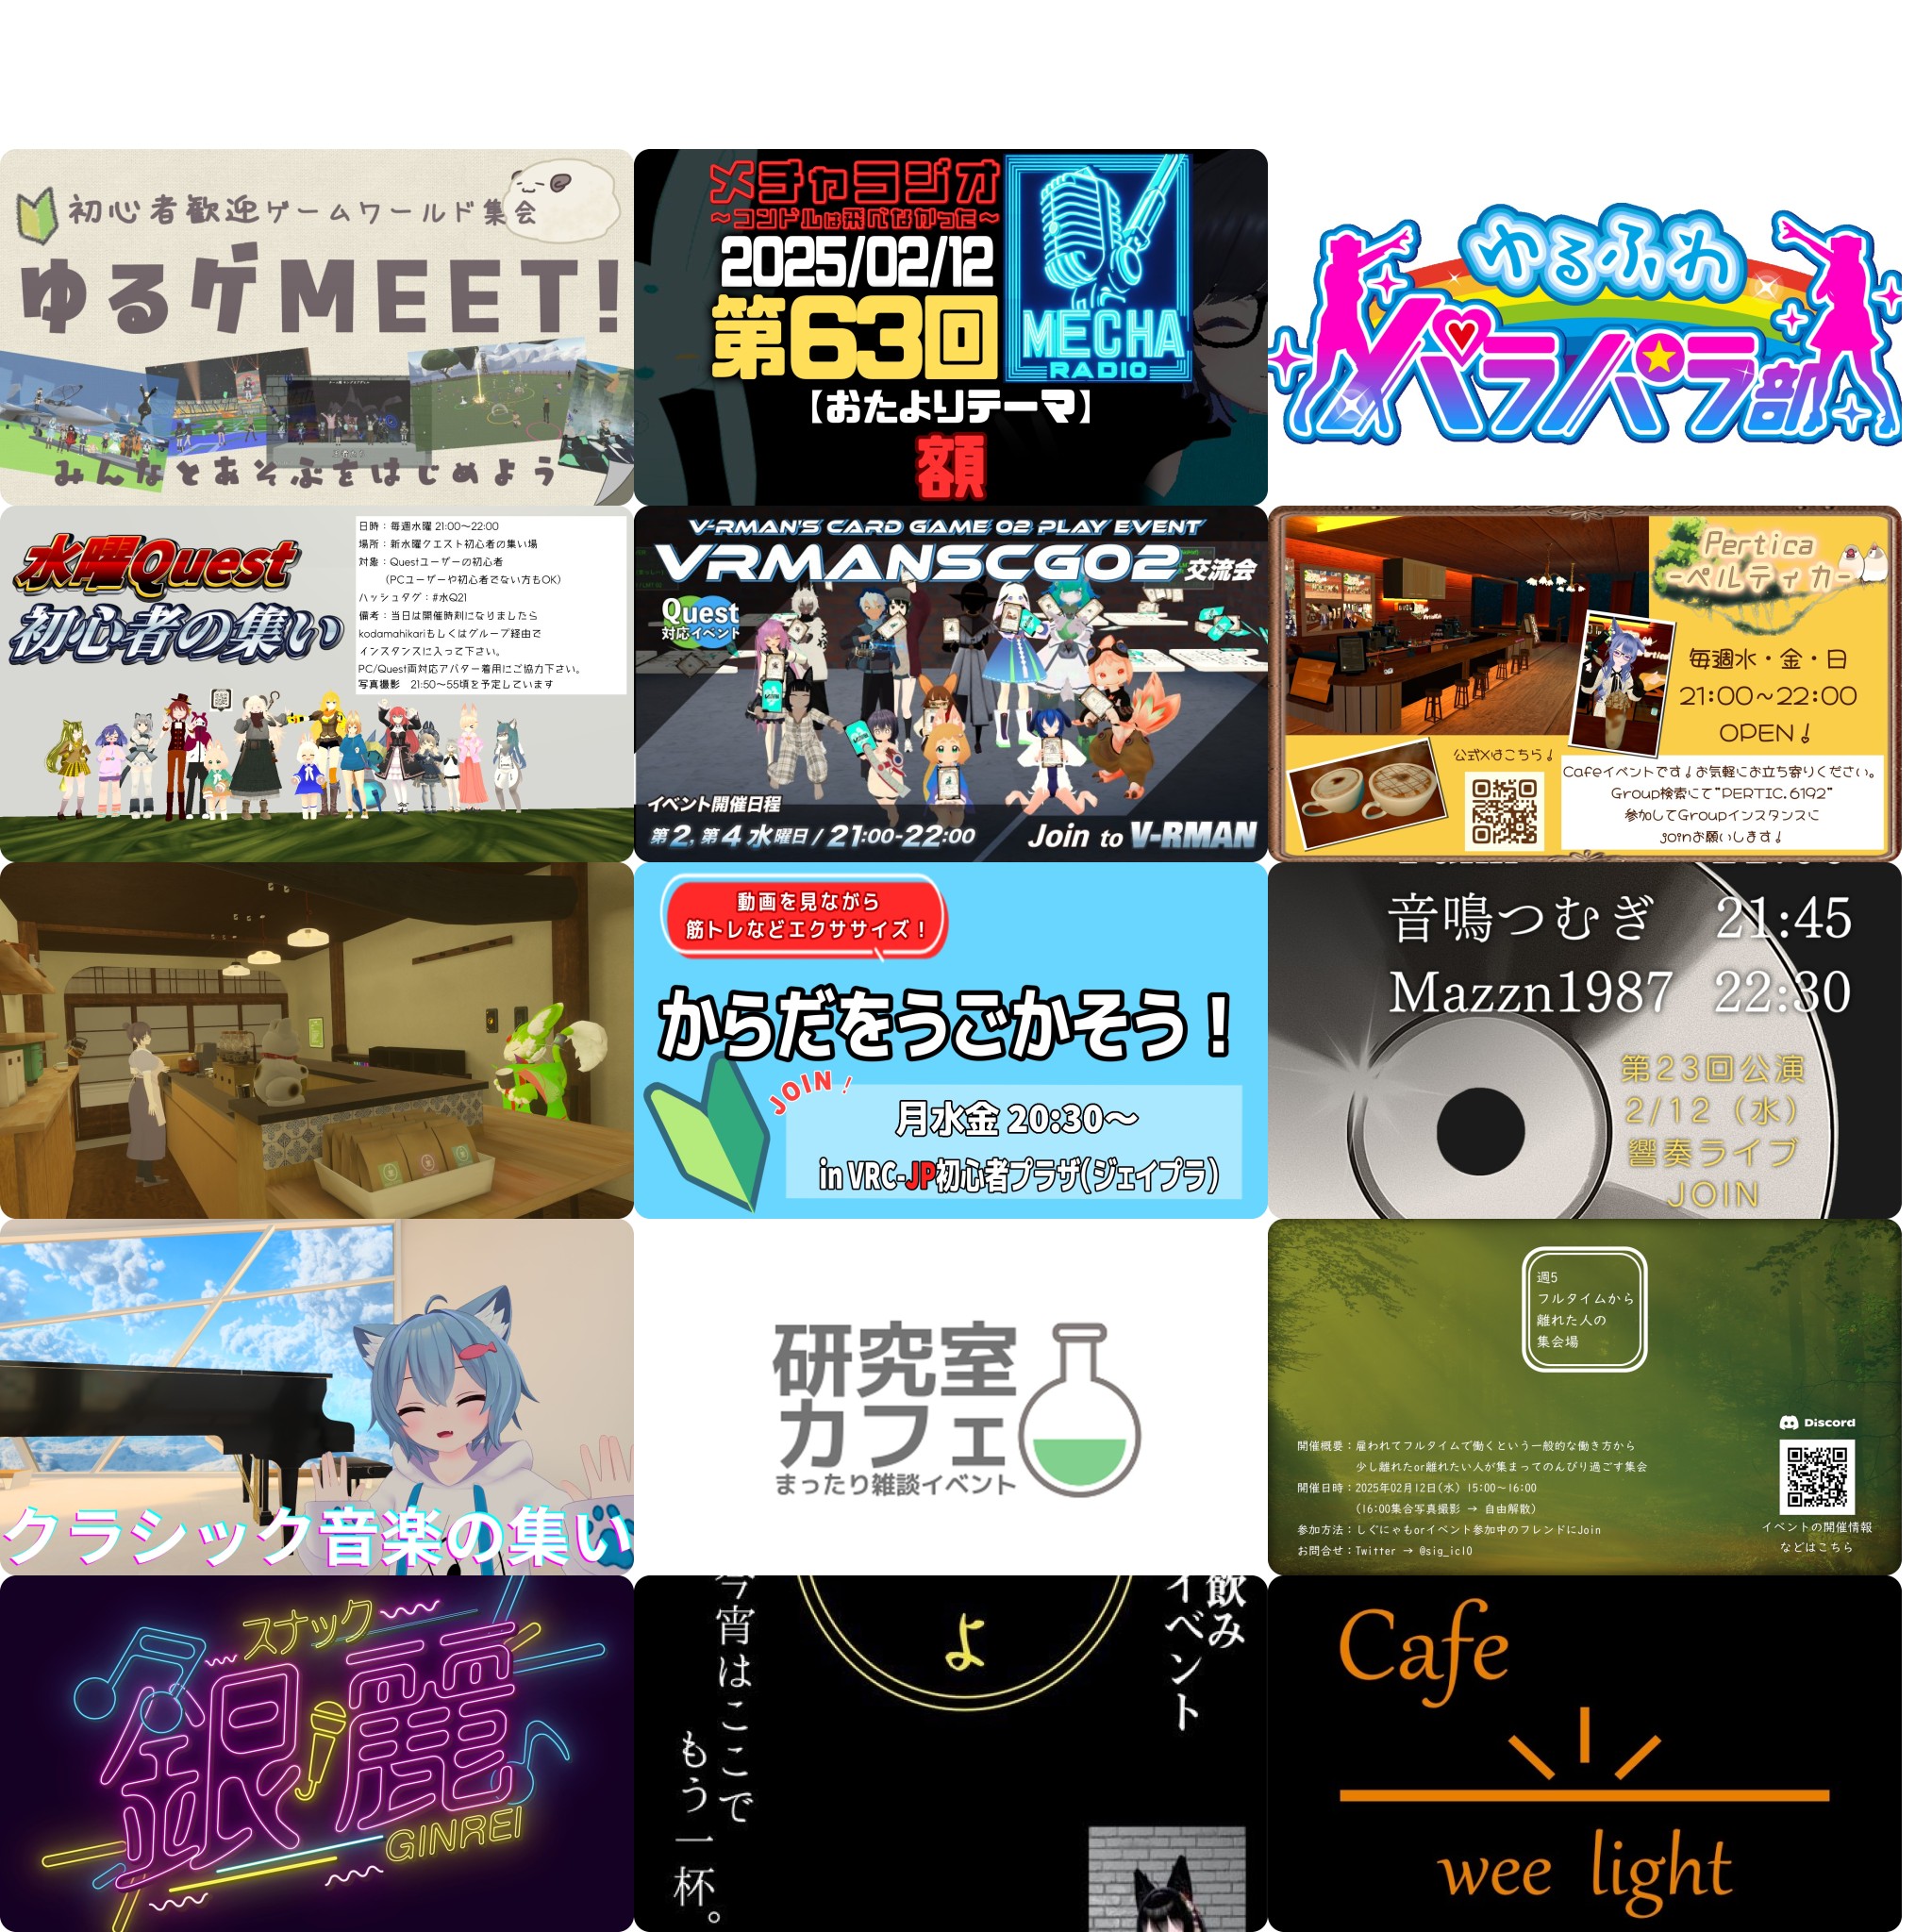 初心者歓迎ゲームワールド集会
ゆるゲMEET!
みんなとあそぶをはじめよう
メチャラジオ
～コンドルは飛べなかった～
2025/02/12
第63回
【おたよりテーマ】
額
MECHA
RADIO
ゆるふわ
パラパラ部
水曜Quest
初心者の集い
日時：毎週水曜 21:00～22:00
場所：新水曜クエスト初心者の集い場
対象：Questユーザーの初心者
（PCユーザーや初心者でない方もOK）
ハッシュタグ：#水Q21
備考：当日は開催時刻になりましたら
kodamahikariもしくはグループ経由で
インスタンスに入って下さい。
PC/Quest両対応アバター着用にご協力下さい。
写真撮影　21:50～55頃を予定しています
V-RMAN'S CARD GAME 02 PLAY EVENT
VRMANSCG02交流会
Quest
対応イベント
イベント開催日程
第2,第4水曜日/21:00-22:00
Join to V-RMAN
Pertica
-ペルティカ-
毎週水・金・日
21:00～22:00
OPEN！
公式Xはこちら！
Cafeイベントです！お気軽にお立ち寄りください。
Group検索にて"PERTIC.6192"
参加してGroupインスタンスに
joinお願いします！
動画を見ながら
筋トレなどエクササイズ！
からだをうごかそう！
JOIN！
月水金 20:30～
in VRC-JP初心者プラザ(ジェイプラ)
音鳴つむぎ 21:45
Mazzn1987 22:30
第23回公演
2/12（水）
響奏ライブ
JOIN
クラシック音楽の集い
研究室
カフェ
まったり雑談イベント
週5
フルタイムから
離れた人の
集会場
Discord
開催概要：雇われてフルタイムで働くという一般的な働き方から
少し離れたor離れたい人が集まってのんびり過ごす集会
開催日時：2025年02月12日(水) 15:00～16:00
(16:00集合写真撮影 → 自由解散)
参加方法：しぐにゃもorイベント参加中のフレンドにJoin
お問合せ：Twitter → @sig_icl0
イベントの開催情報
などはこちら
スナック
銀麗
GINREI
飲み
イベント
よ
今宵はここで
もう一杯。
Cafe
wee light